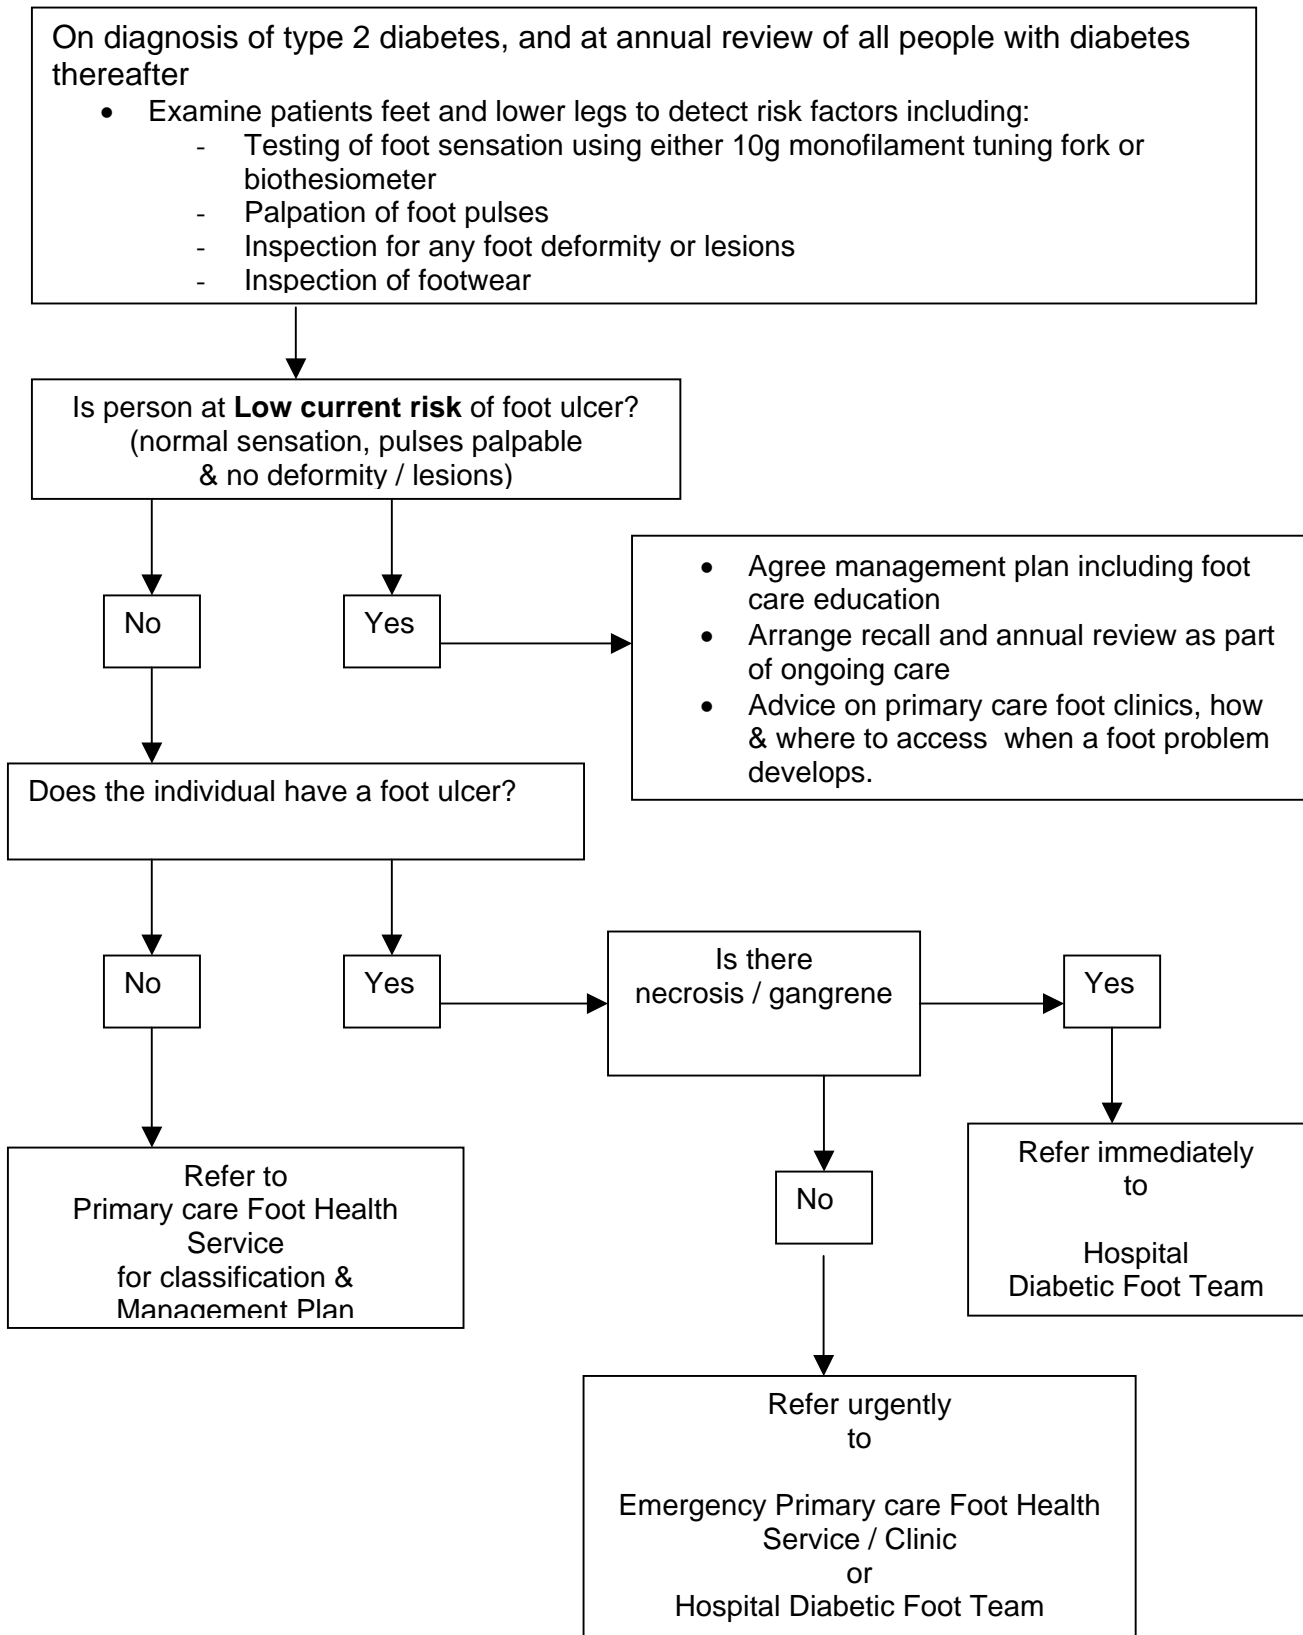 On diagnosis of type 2 diabetes, and at annual review of all people with diabetes
thereafter
• Examine patients feet and lower legs to detect risk factors including:
- Testing of foot sensation using either 10g monofilament tuning fork or
biothesiometer
- Palpation of foot pulses
- Inspection for any foot deformity or lesions
- Inspection of footwear
Is person at Low current risk of foot ulcer?
(normal sensation, pulses palpable
& no deformity / lesions)
No
Yes
• Agree management plan including foot
care education
• Arrange recall and annual review as part
of ongoing care
• Advice on primary care foot clinics, how
& where to access when a foot problem
develops.
Does the individual have a foot ulcer?
No
Yes
Is there
necrosis / gangrene
Yes
Refer to
Primary care Foot Health
Service
for classification &
Management Plan
No
Refer immediately
to
Hospital
Diabetic Foot Team
Refer urgently
to
Emergency Primary care Foot Health
Service / Clinic
or
Hospital Diabetic Foot Team